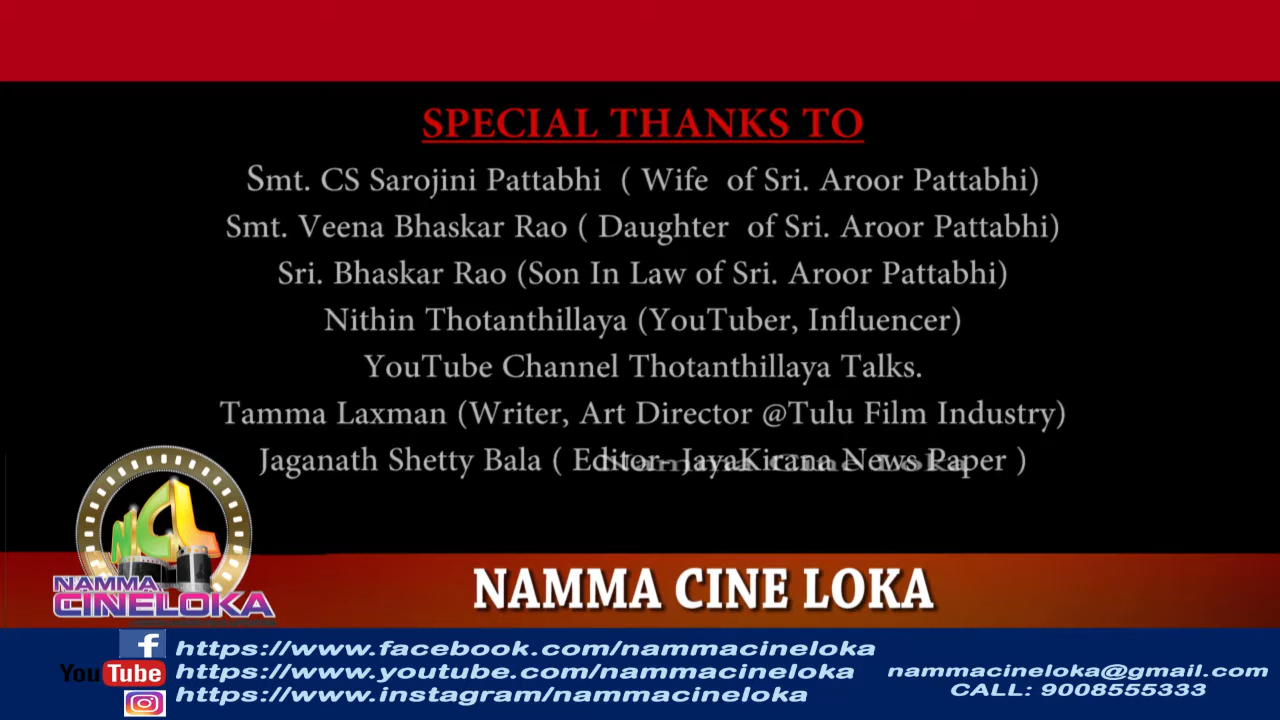 SPECIAL THANKS TO
Smt. CS Sarojini Pattabhi ( Wife of Sri. Aroor Pattabhi)
Smt. Veena Bhaskar Rao ( Daughter of Sri. Aroor Pattabhi)
Sri. Bhaskar Rao (Son In Law of Sri. Aroor Pattabhi)
Nithin Thotanthillaya (YouTuber, Influencer)
YouTube Channel Thotanthillaya Talks.
Tamma Laxman (Writer, Art Director @Tulu Film Industry)
Jaganath Shetty Bala ( Editor- JayaKirana News Paper )
Namma Cine Loka
NCL
NAMMA
CINELOKA
NAMMA CINE LOKA
f https://www.facebook.com/nammacineloka
YouTube https://www.youtube.com/nammacineloka
https://www.instagram/nammacineloka
nammacineloka@gmail.com
CALL: 9008555333